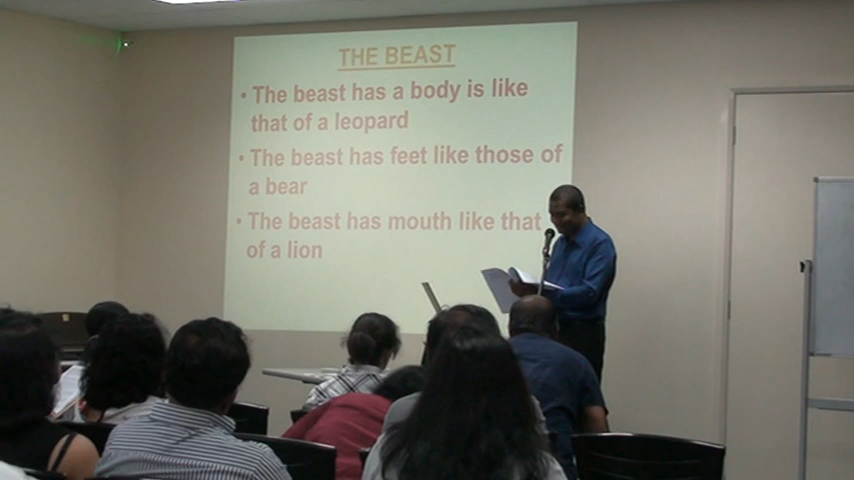 THE BEAST
• The beast has a body is like
that of a leopard
• The beast has feet like those of
a bear
• The beast has mouth like that
of a lion